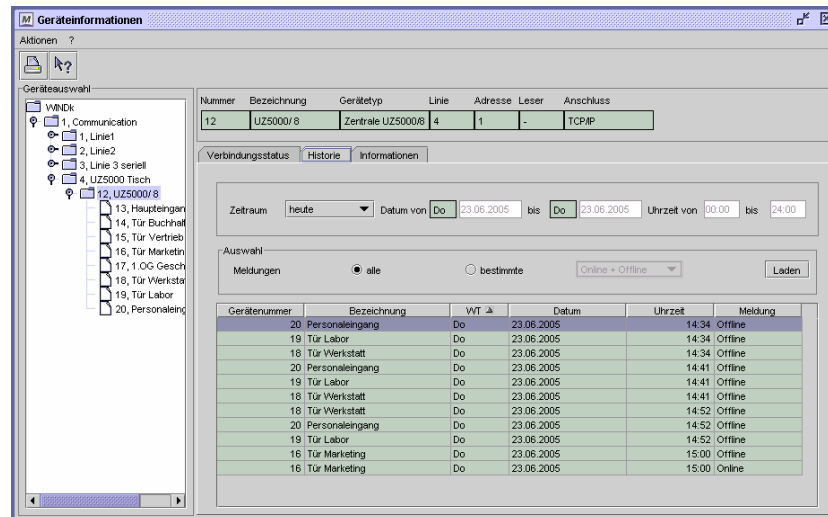 M Geräteinformationen
Aktionen ?
Geräteauswahl
WINDk
1, Communication
1, Linie1
2, Linie2
3, Linie 3 seriell
4, UZ5000 Tisch
12, UZ5000/ 8
13, Haupteingan
14, Tür Buchhalt
15, Tür Vertrieb
16, Tür Marketin
17, 1.OG Gesch
18, Tür Werkstat
19, Tür Labor
20, Personaleing
Nummer Bezeichnung Gerätetyp Linie Adresse Leser Anschluss
12 UZ5000/ 8 Zentrale UZ5000/8 4 1 - TCP/IP
Verbindungsstatus Historie Informationen
Zeitraum heute Datum von Do 23.06.2005 bis Do 23.06.2005 Uhrzeit von 00:00 bis 24:00
Auswahl
Meldungen alle bestimmte Online + Offline Laden
Gerätenummer Bezeichnung WT Datum Uhrzeit Meldung
20 Personaleingang Do 23.06.2005 14:34 Offline
19 Tür Labor Do 23.06.2005 14:34 Offline
18 Tür Werkstatt Do 23.06.2005 14:34 Offline
20 Personaleingang Do 23.06.2005 14:41 Offline
19 Tür Labor Do 23.06.2005 14:41 Offline
18 Tür Werkstatt Do 23.06.2005 14:41 Offline
18 Tür Werkstatt Do 23.06.2005 14:52 Offline
20 Personaleingang Do 23.06.2005 14:52 Offline
19 Tür Labor Do 23.06.2005 14:52 Offline
16 Tür Marketing Do 23.06.2005 15:00 Offline
16 Tür Marketing Do 23.06.2005 15:00 Online